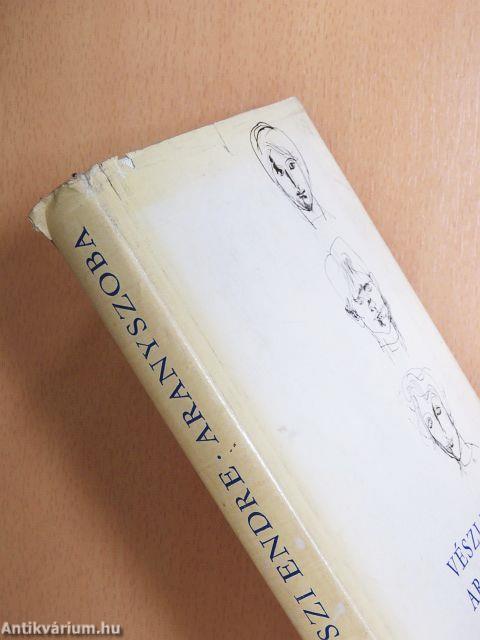 SZI ENDRE · ARANYSZOBA
VÉSZI
AR
Antikvárium.hu